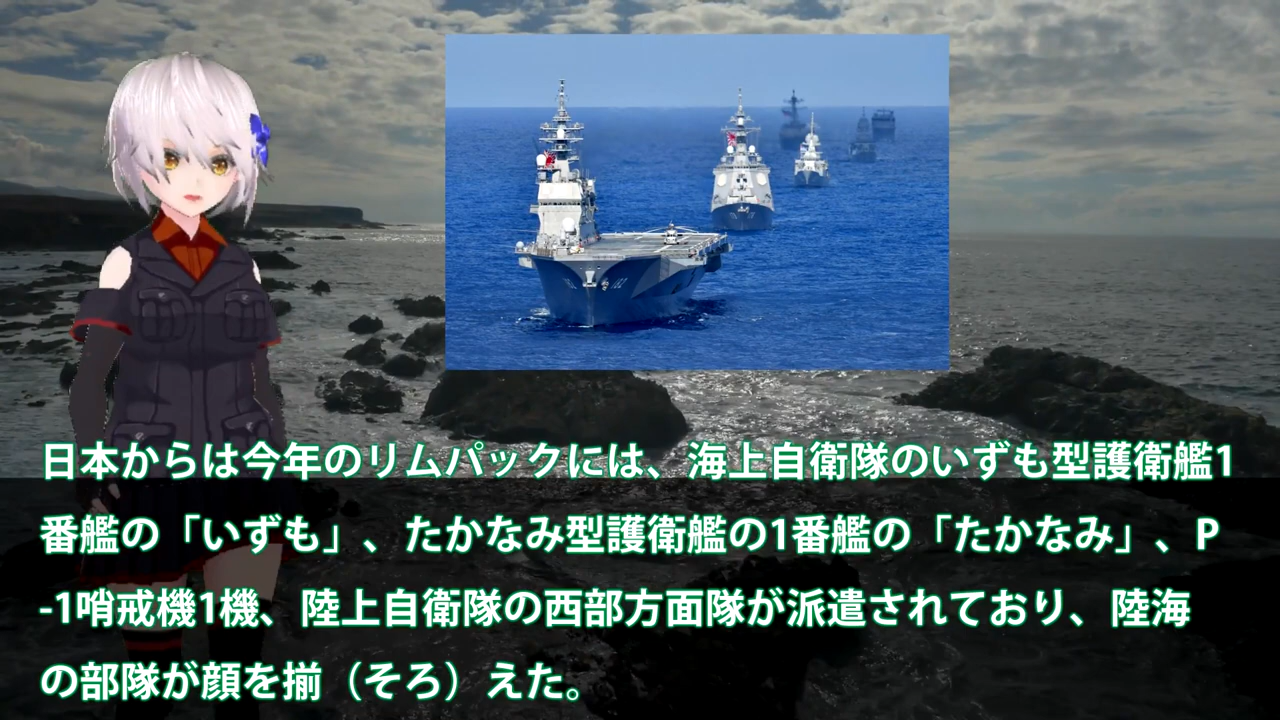 日本からは今年のリムパックには、海上自衛隊のいずも型護衛艦1
番艦の「いずも」、たかなみ型護衛艦の1番艦の「たかなみ」、P
-1哨戒機1機、陸上自衛隊の西部方面隊が派遣されており、陸海
の部隊が顔を揃（そろ）えた。